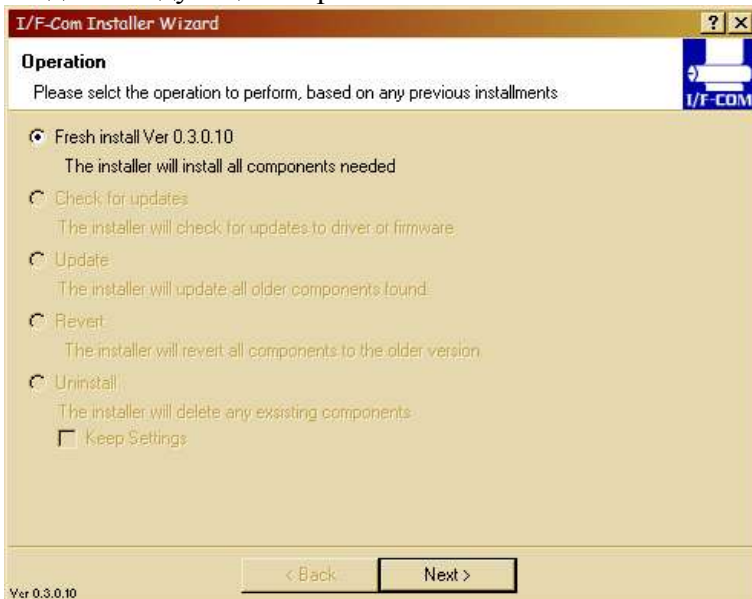 I/F-Com Installer Wizard
Operation
Please selct the operation to perform, based on any previous installments
I/F-COM
Fresh install Ver 0.3.0.10
The installer will install all components needed
Check for updates
The installer will check for updates to driver or firmware
Update
The installer will update all older components found.
Revert
The installer will revert all components to the older version
Uninstall
The installer will delete any exsisting components
Keep Settings
< Back
Next >
Ver 0.3.0.10